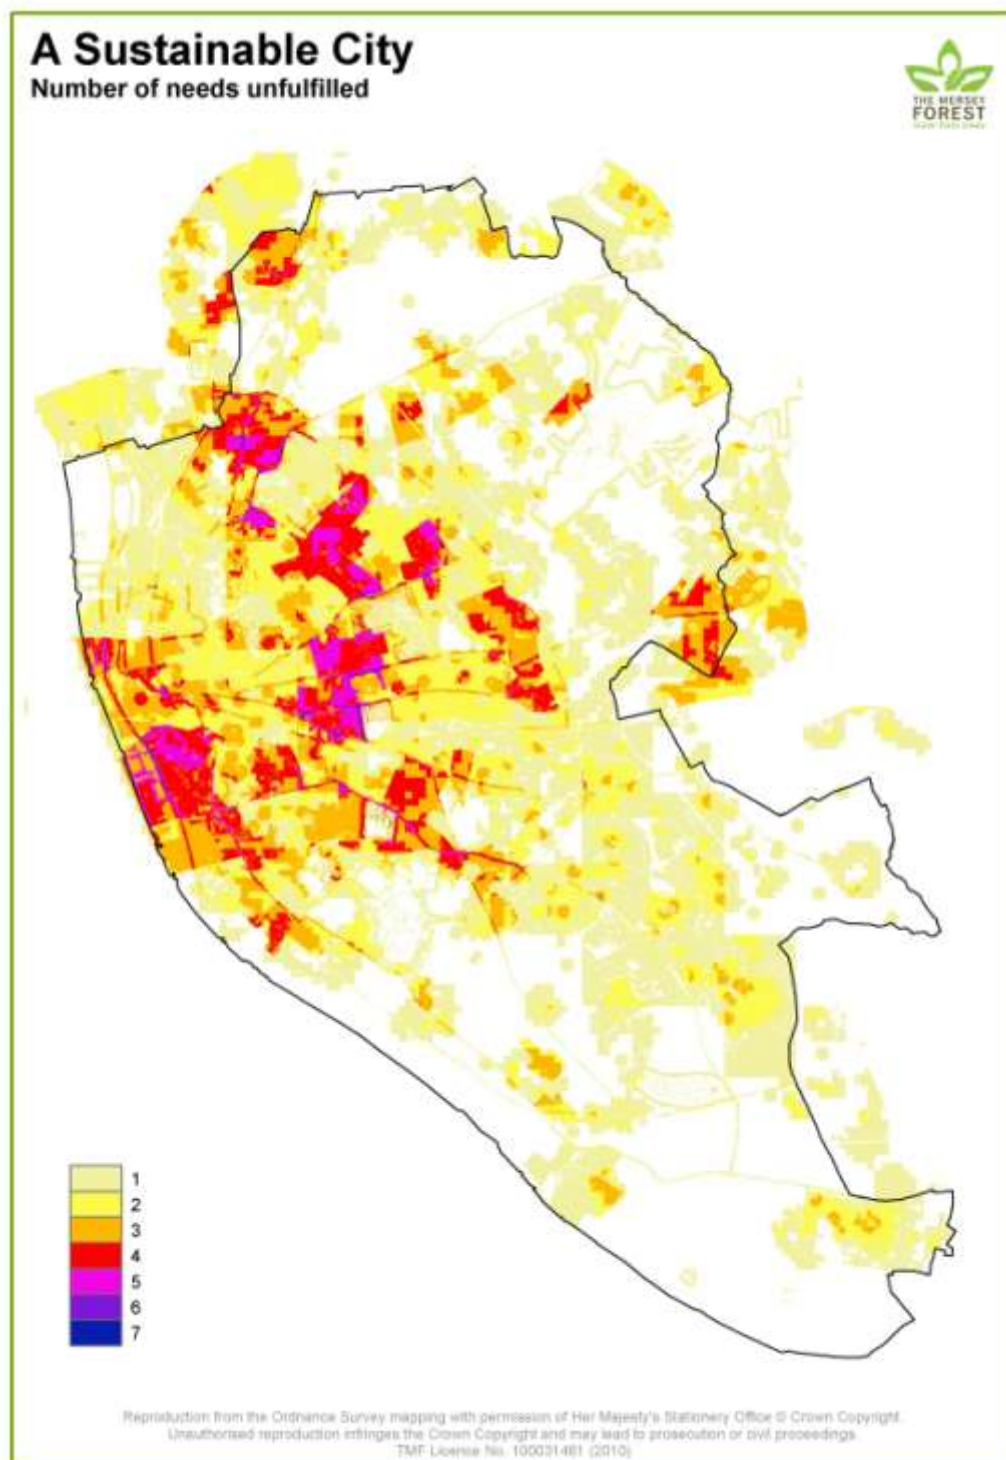 A Sustainable City
Number of needs unfulfilled
THE MERSEY
FOREST
1
2
3
4
5
6
7
Reproduction from the Ordnance Survey mapping with permission of Her Majesty's Stationery Office © Crown Copyright.
Unauthorised reproduction infringes the Crown Copyright and may lead to prosecution or civil proceedings.
TMF Licence No. 100031461 (2010)